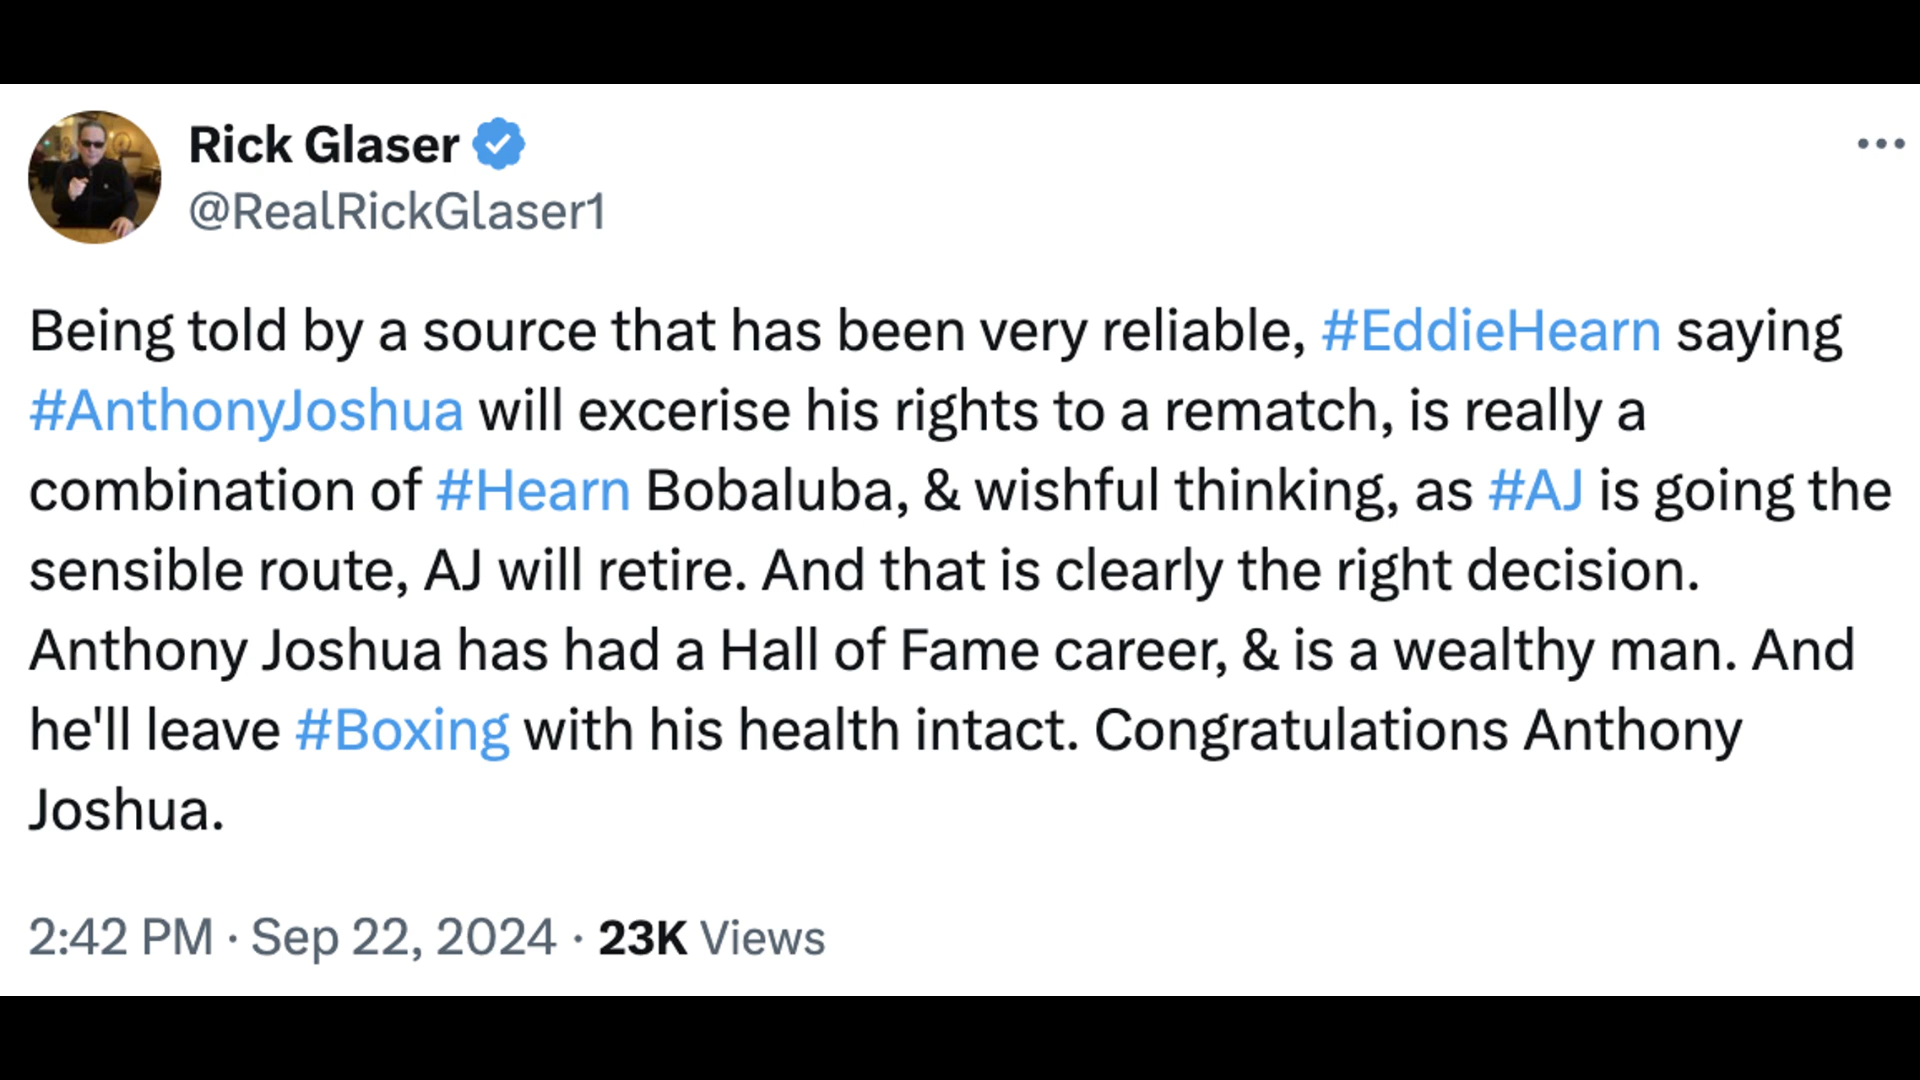 Rick Glaser
@RealRickGlaser1
Being told by a source that has been very reliable, #EddieHearn saying
#AnthonyJoshua will excerise his rights to a rematch, is really a
combination of #Hearn Bobaluba, & wishful thinking, as #AJ is going the
sensible route, AJ will retire. And that is clearly the right decision.
Anthony Joshua has had a Hall of Fame career, & is a wealthy man. And
he'll leave #Boxing with his health intact. Congratulations Anthony
Joshua.
2:42 PM · Sep 22, 2024 · 23K Views